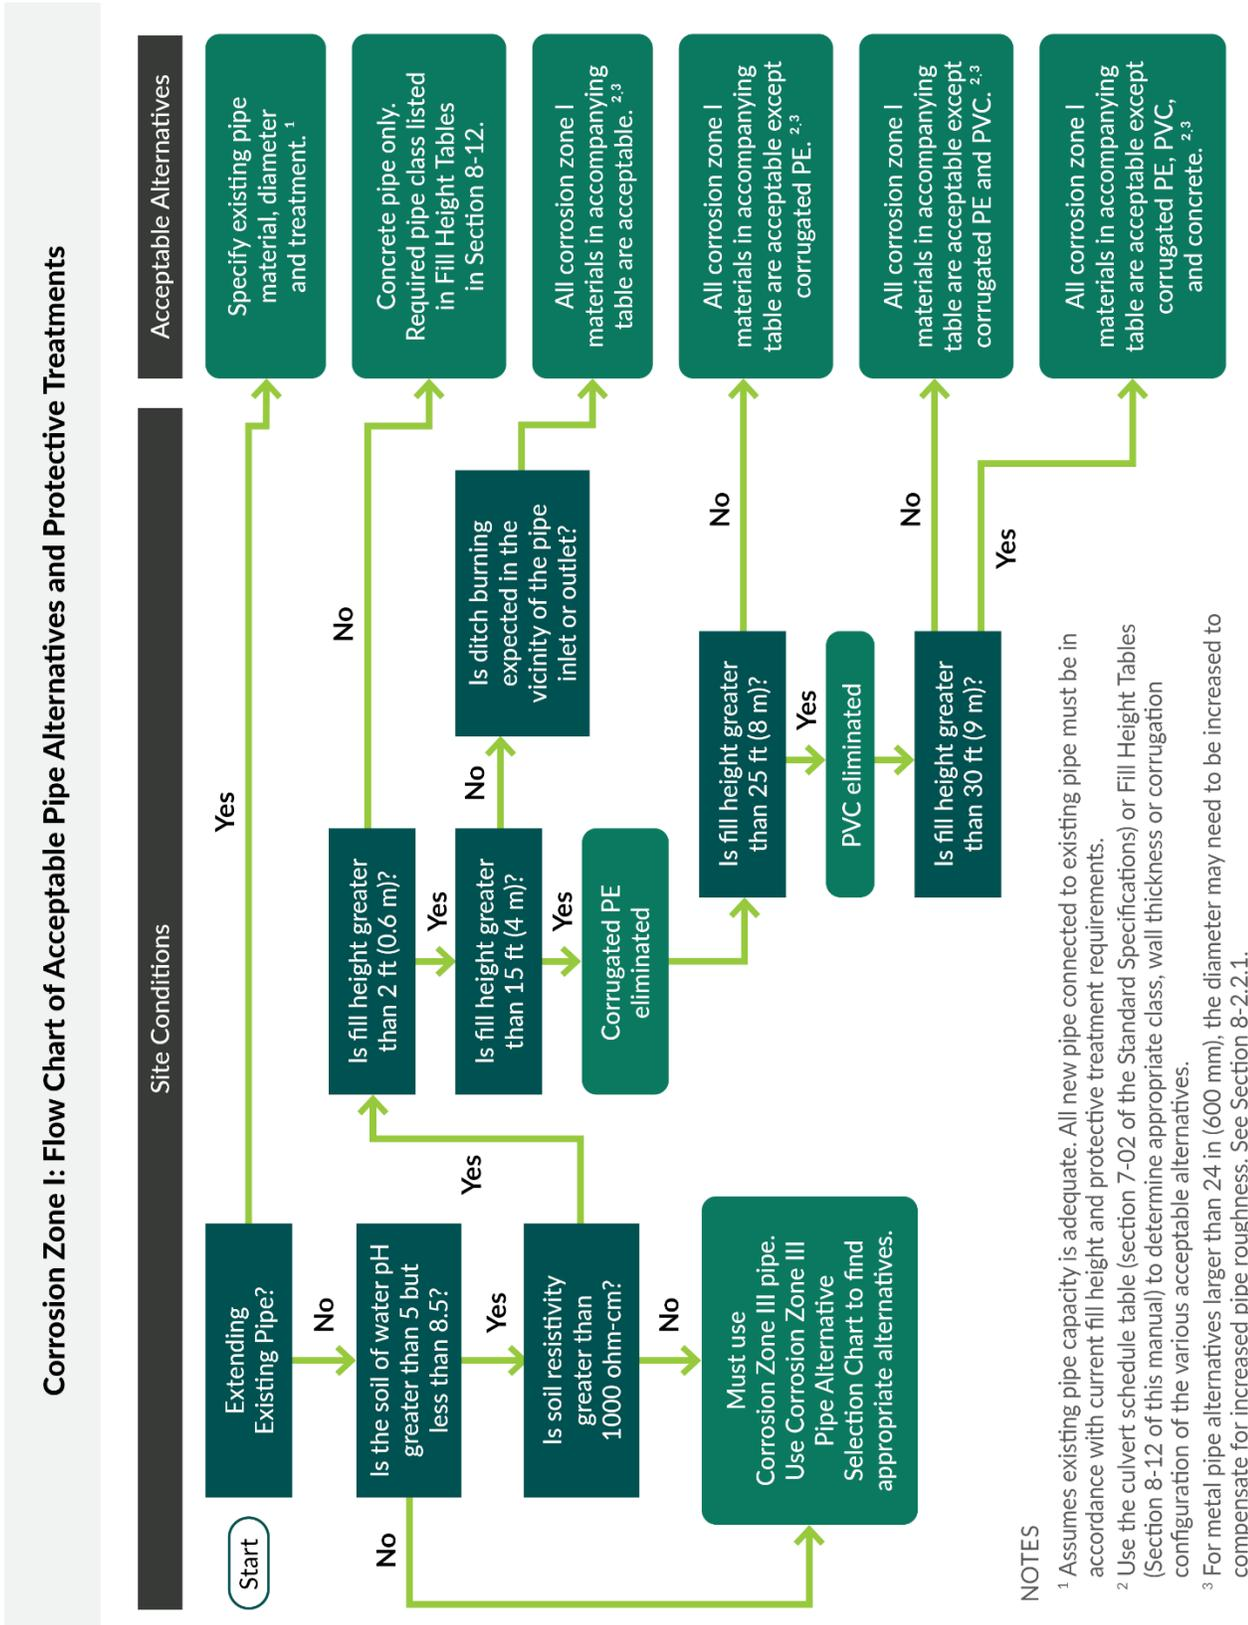 Corrosion Zone I: Flow Chart of Acceptable Pipe Alternatives and Protective Treatments
Site Conditions
Acceptable Alternatives
Start
Extending
Existing Pipe?
Yes
Specify existing pipe
material, diameter
and treatment. 1
No
Is the soil of water pH
greater than 5 but
less than 8.5?
No
Yes
Is soil resistivity
greater than
1000 ohm-cm?
Yes
No
Must use
Corrosion Zone III pipe.
Use Corrosion Zone III
Pipe Alternative
Selection Chart to find
appropriate alternatives.
Is fill height greater
than 2 ft (0.6 m)?
No
Concrete pipe only.
Required pipe class listed
in Fill Height Tables
in Section 8-12.
Yes
Is fill height greater
than 15 ft (4 m)?
No
Is ditch burning
expected in the
vicinity of the pipe
inlet or outlet?
All corrosion zone I
materials in accompanying
table are acceptable. 2,3
Yes
Corrugated PE
eliminated
Is fill height greater
than 25 ft (8 m)?
No
All corrosion zone I
materials in accompanying
table are acceptable except
corrugated PE. 2,3
Yes
PVC eliminated
Is fill height greater
than 30 ft (9 m)?
No
All corrosion zone I
materials in accompanying
table are acceptable except
corrugated PE and PVC. 2,3
Yes
All corrosion zone I
materials in accompanying
table are acceptable except
corrugated PE, PVC,
and concrete. 2,3
NOTES
1 Assumes existing pipe capacity is adequate. All new pipe connected to existing pipe must be in
accordance with current fill height and protective treatment requirements.
2 Use the culvert schedule table (section 7-02 of the Standard Specifications) or Fill Height Tables
(Section 8-12 of this manual) to determine appropriate class, wall thickness or corrugation
configuration of the various acceptable alternatives.
3 For metal pipe alternatives larger than 24 in (600 mm), the diameter may need to be increased to
compensate for increased pipe roughness. See Section 8-2.2.1.